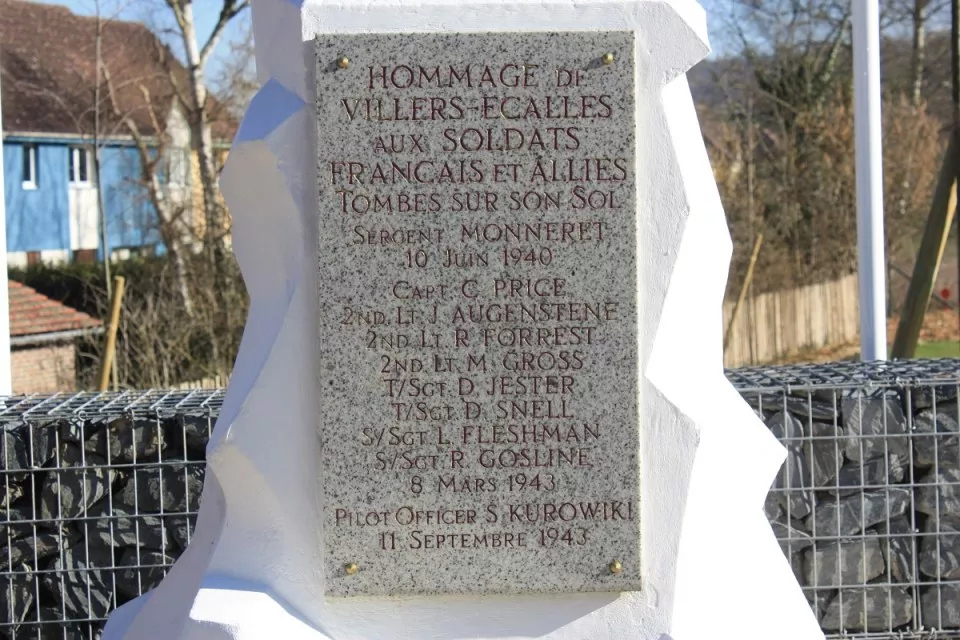 HOMMAGE DE
VILLERS-ECALLES
AUX SOLDATS
FRANCAIS ET ALLIES
TOMBES SUR SON SOL
SERGENT MONNERET
10 JUIN 1940
CAPT C. PRICE
2ND. LT J. AUGENSTENE
2ND LT R. FORREST
2ND LT M. GROSS
T/SGT D. JESTER
T/SGT D. SNELL
S/SGT L. FLESHMAN
S/SGT R. GOSLINE
8 MARS 1943
PILOT OFFICER S. KUROWIKI
11 SEPTEMBRE 1943